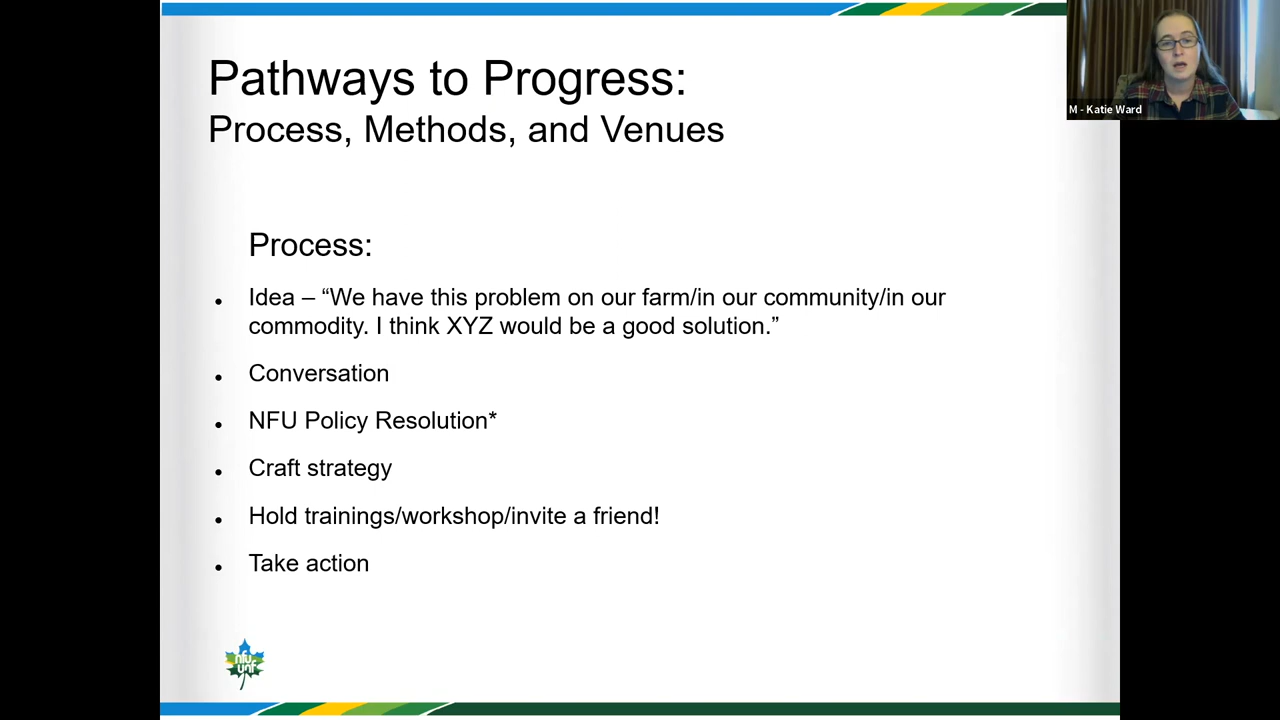 Pathways to Progress:
Process, Methods, and Venues
M - Katie Ward
Process:
• Idea – “We have this problem on our farm/in our community/in our
commodity. I think XYZ would be a good solution.”
• Conversation
• NFU Policy Resolution*
• Craft strategy
• Hold trainings/workshop/invite a friend!
• Take action
nfu
unf